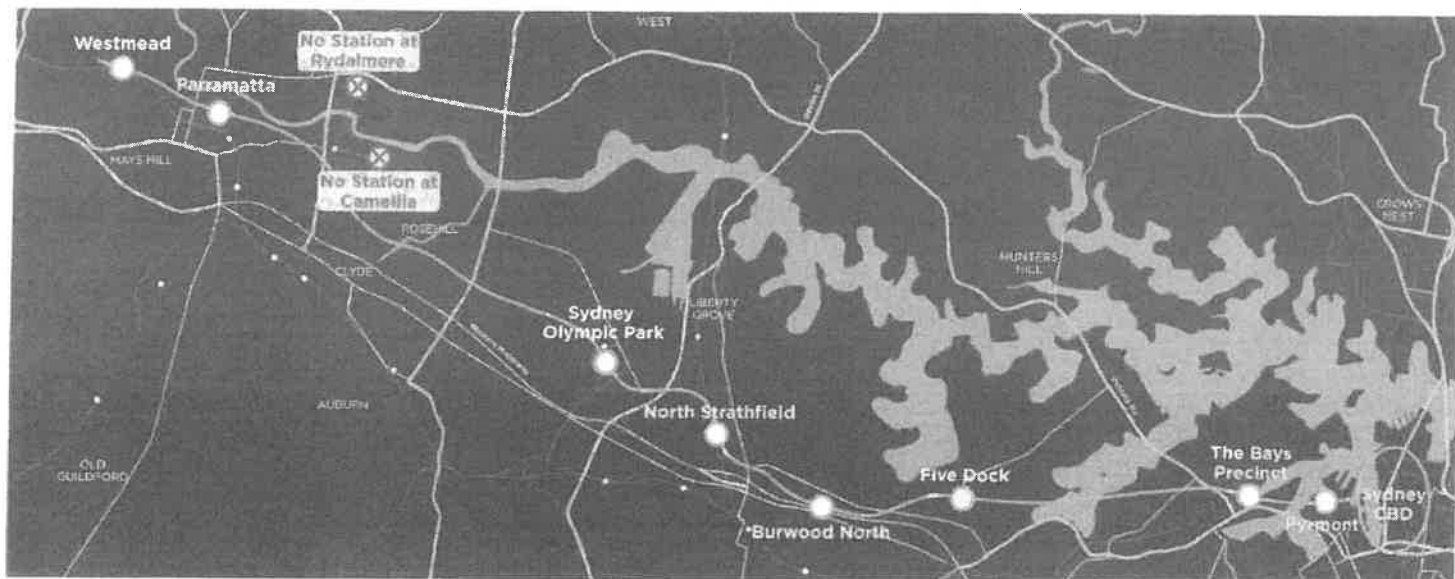 WEST
Westmead
No Station at
Rydalmere
Parramatta
MAYS HILL
No Station at
Camellia
ROSEHILL
CROWS
NEST
HUNTERS
HILL
CLYDE
LIBERTY
GROVE
Sydney
Olympic Park
AUBURN
North Strathfield
OLD
GUILDFORD
The Bays
Precinct
Five Dock
Sydney
CBD
Pyrmont
*Burwood North